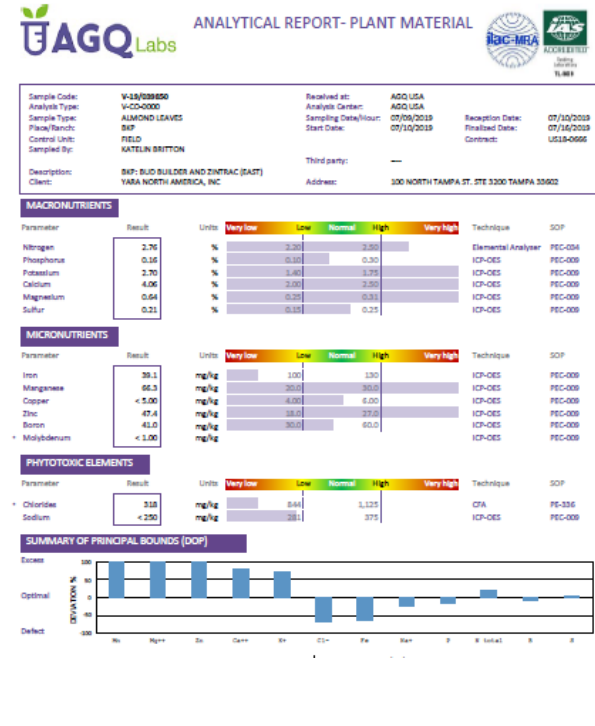 AGQ Labs
ANALYTICAL REPORT- PLANT MATERIAL
ilac-MRA
IAS
ACCREDITED
Testing Laboratory
Sample Code: V-19/039850 Received at: AGQ USA
Analysis Type: V-CO-0000 Analysis Center: AGQ USA
Sample Type: ALMOND LEAVES Sampling Date/Hour: 07/09/2019 Reception Date: 07/10/2019
Place/Ranch: BKP Start Date: 07/10/2019 Finalized Date: 07/16/2019
Control Unit: FIELD Contract: US18-0666
Sampled By: KATELIN BRITTON
Third party: ---
Description: BKP: BUD BUILDER AND ZINTRAC (EAST)
Client: YARA NORTH AMERICA, INC Address: 100 NORTH TAMPA ST. STE 3200 TAMPA 33602
MACRONUTRIENTS
Parameter Result Units Very low Low Normal High Very high Technique SOP
Nitrogen 2.76 % 2.20 2.50 Elemental Analyser PEC-034
Phosphorus 0.16 % 0.10 0.30 ICP-OES PEC-009
Potassium 2.70 % 1.40 1.75 ICP-OES PEC-009
Calcium 4.06 % 2.00 2.50 ICP-OES PEC-009
Magnesium 0.64 % 0.25 0.31 ICP-OES PEC-009
Sulfur 0.21 % 0.15 0.25 ICP-OES PEC-009
MICRONUTRIENTS
Parameter Result Units Very low Low Normal High Very high Technique SOP
Iron 39.1 mg/kg 100 130 ICP-OES PEC-009
Manganese 66.3 mg/kg 20.0 30.0 ICP-OES PEC-009
Copper < 5.00 mg/kg 4.00 6.00 ICP-OES PEC-009
Zinc 47.4 mg/kg 18.0 27.0 ICP-OES PEC-009
Boron 41.0 mg/kg 30.0 60.0 ICP-OES PEC-009
* Molybdenum < 1.00 mg/kg ICP-OES PEC-009
PHYTOTOXIC ELEMENTS
Parameter Result Units Very low Low Normal High Very high Technique SOP
* Chlorides 318 mg/kg 844 1,125 CFA PE-336
Sodium < 250 mg/kg 281 375 ICP-OES PEC-009
SUMMARY OF PRINCIPAL BOUNDS (DOP)
Excess
Optimal
Defect
DEVIATION %
100
50
0
-50
-100
Mn Mg++ Zn Ca++ K+ Cl- Fe Na+ P N total B S